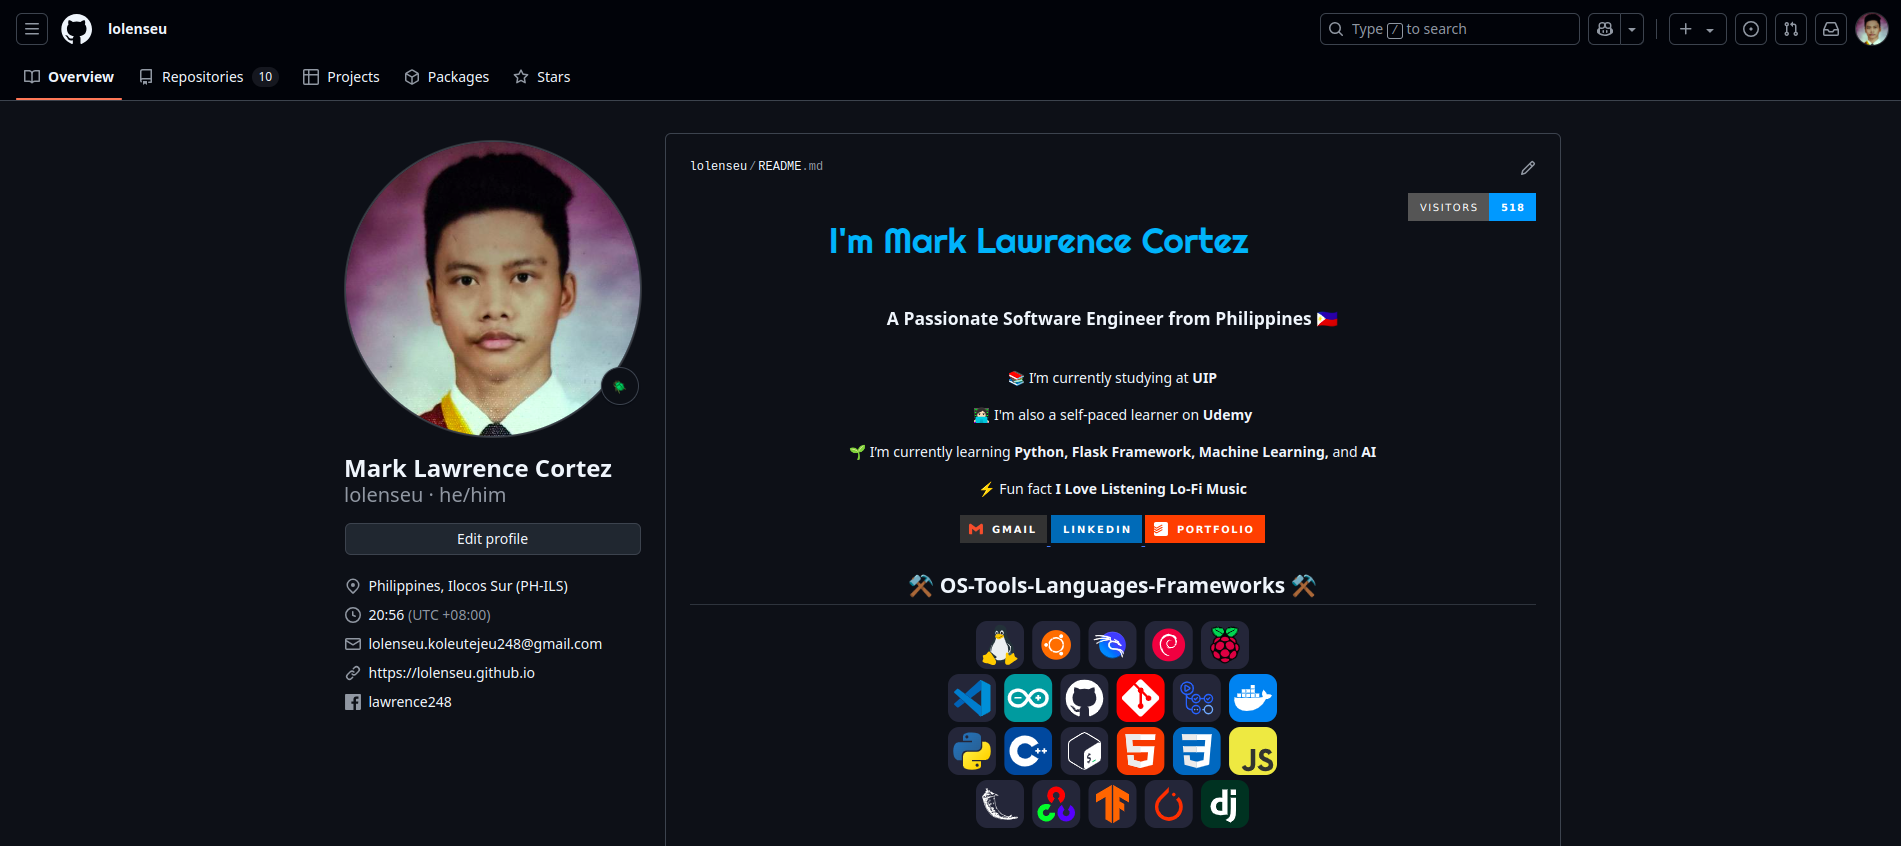 lolenseu
Type / to search
Overview
Repositories 10
Projects
Packages
Stars
Mark Lawrence Cortez
lolenseu · he/him
Edit profile
Philippines, Ilocos Sur (PH-ILS)
20:56 (UTC +08:00)
lolenseu.koleutejeu248@gmail.com
https://lolenseu.github.io
lawrence248
lolenseu/README.md
VISITORS 518
I'm Mark Lawrence Cortez
A Passionate Software Engineer from Philippines 🇵🇭
📚 I’m currently studying at UIP
🧑🏻‍💻 I'm also a self-paced learner on Udemy
🌱 I’m currently learning Python, Flask Framework, Machine Learning, and AI
⚡ Fun fact I Love Listening Lo-Fi Music
GMAIL LINKEDIN PORTFOLIO
⚒️ OS-Tools-Languages-Frameworks ⚒️
C++
$_
5
3
JS
dj